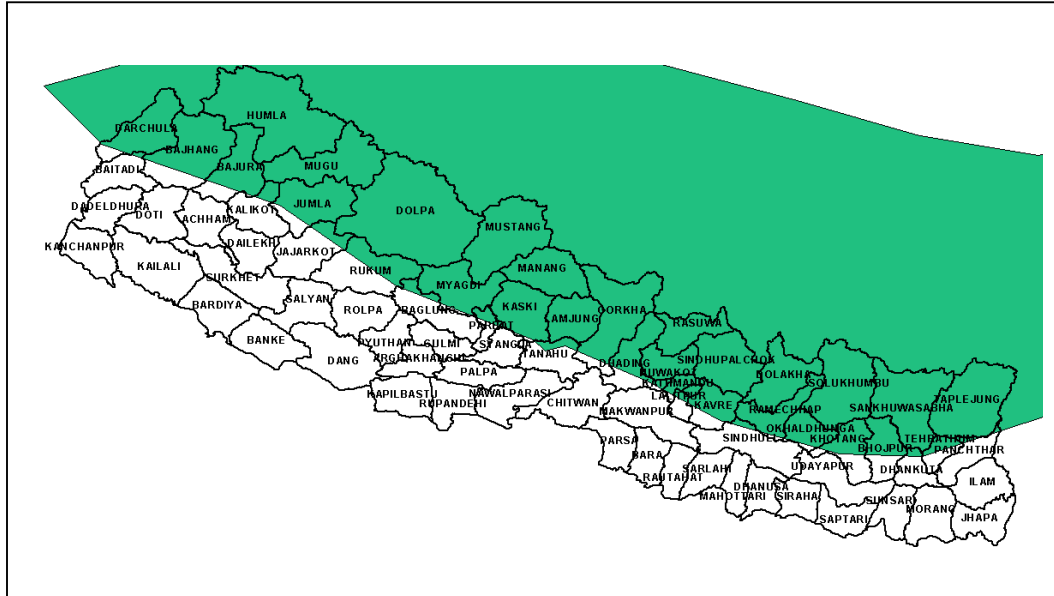 HUMLA
DARCHULA
BAJHANG
BAJURA
MUGU
BAITADI
JUMLA
DOLPA
DADELDHURA
DOTI
ACHHAM
KALIKOT
MUSTANG
KANCHANPUR
DAILEKH
JAJARKOT
KAILALI
RUKUM
MANANG
SURKHET
MYAGDI
BARDIYA
SALYAN
ROLPA
BAGLUNG
KASKI
AMJUNG
GORKHA
PARBAT
RASUWA
BANKE
PYUTHAN
GULMI
SYANGJA
TANAHU
DANG
ARGHAKHANCHI
DHADING
SINDHUPALCHOK
NUWAKOT
DOLAKHA
PALPA
KATHMANDU
SOLUKHUMBU
KAPILBASTU
NAWALPARASI
LALITPUR
TAPLEJUNG
RUPANDEHI
CHITWAN
KAVRE
RAMECHHAP
SANKHUWASABHA
MAKWANPUR
OKHALDHUNGA
PARSA
SINDHULI
KHOTANG
BHOJPUR
TEHRATHUM
PANCHTHAR
BARA
UDAYAPUR
DHANKUTA
RAUTAHAT
SARLAHI
ILAM
MAHOTTARI
DHANUSA
SIRAHA
SUNSARI
MORANG
SAPTARI
JHAPA